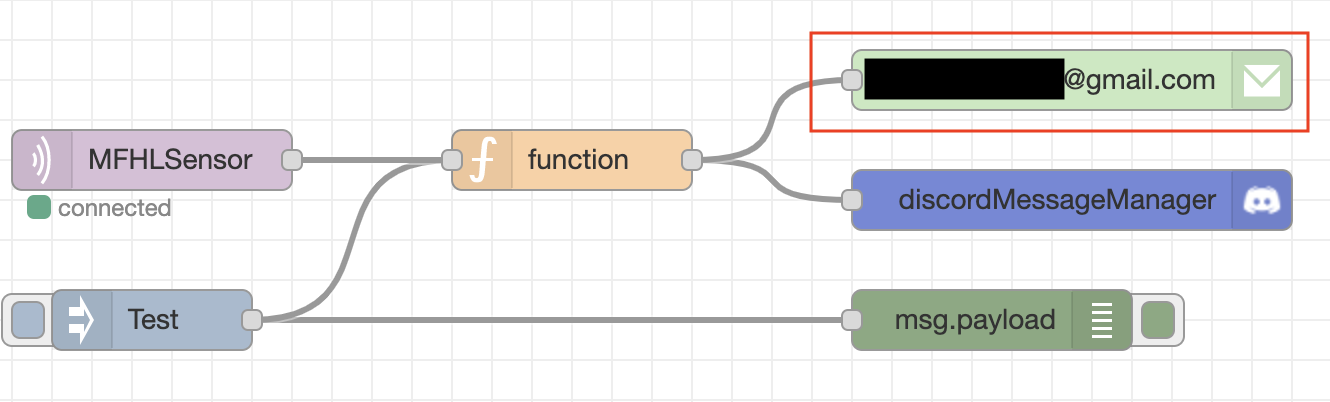 @gmail.com
MFHLSensor
function
connected
discordMessageManager
Test
msg.payload